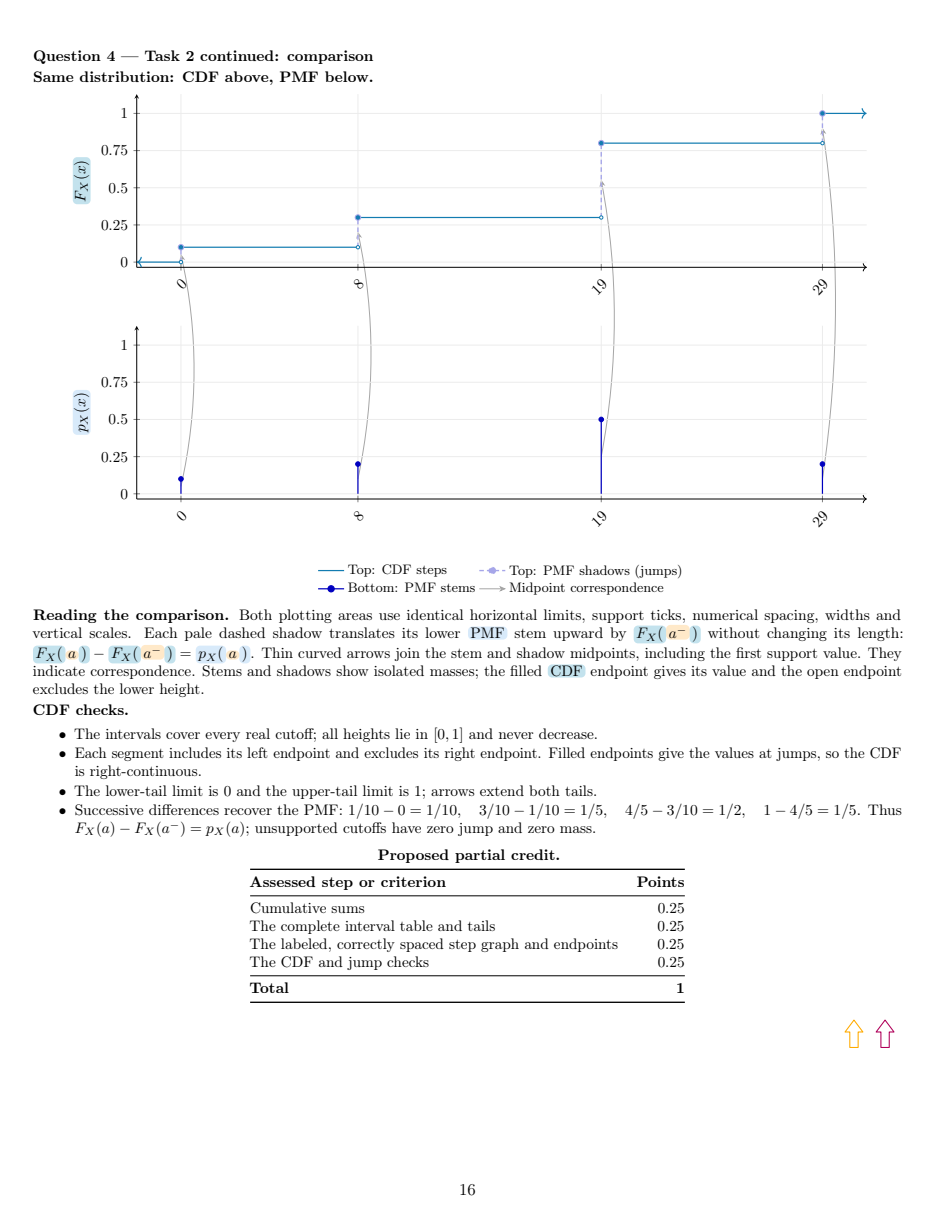 Question 4 — Task 2 continued: comparison
Same distribution: CDF above, PMF below.
1
0.75
0.5
0.25
0
F_X(x)
0
8
19
29
1
0.75
0.5
0.25
0
p_X(x)
0
8
19
29
Top: CDF steps
Top: PMF shadows (jumps)
Bottom: PMF stems
Midpoint correspondence
Reading the comparison. Both plotting areas use identical horizontal limits, support ticks, numerical spacing, widths and
vertical scales. Each pale dashed shadow translates its lower PMF stem upward by F_X(a⁻) without changing its length:
F_X(a) − F_X(a⁻) = p_X(a). Thin curved arrows join the stem and shadow midpoints, including the first support value. They
indicate correspondence. Stems and shadows show isolated masses; the filled CDF endpoint gives its value and the open endpoint
excludes the lower height.
CDF checks.
• The intervals cover every real cutoff; all heights lie in [0, 1] and never decrease.
• Each segment includes its left endpoint and excludes its right endpoint. Filled endpoints give the values at jumps, so the CDF
is right-continuous.
• The lower-tail limit is 0 and the upper-tail limit is 1; arrows extend both tails.
• Successive differences recover the PMF: 1/10 − 0 = 1/10, 3/10 − 1/10 = 1/5, 4/5 − 3/10 = 1/2, 1 − 4/5 = 1/5. Thus
F_X(a) − F_X(a⁻) = p_X(a); unsupported cutoffs have zero jump and zero mass.
Proposed partial credit.
Assessed step or criterion Points
Cumulative sums 0.25
The complete interval table and tails 0.25
The labeled, correctly spaced step graph and endpoints 0.25
The CDF and jump checks 0.25
Total 1
16